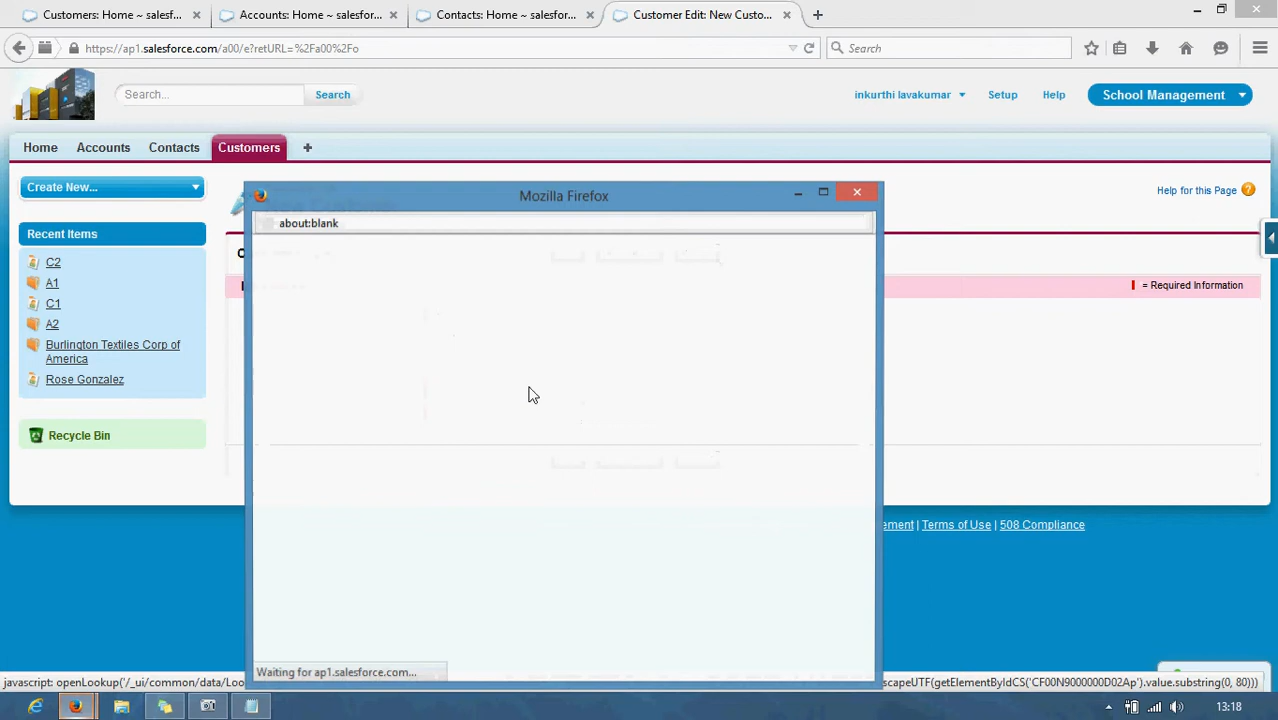 Customers: Home ~ salesf...
Accounts: Home ~ salesfor...
Contacts: Home ~ salesfor...
Customer Edit: New Custo...
https://ap1.salesforce.com/a00/e?retURL=%2Fa00%2Fo
Search
Search...
Search
inkurthi lavakumar
Setup
Help
School Management
Home
Accounts
Contacts
Customers
Create New...
Mozilla Firefox
Help for this Page
about:blank
Recent Items
C2
A1
= Required Information
C1
A2
Burlington Textiles Corp of
America
Rose Gonzalez
Recycle Bin
ement | Terms of Use | 508 Compliance
Waiting for ap1.salesforce.com...
javascript: openLookup('/_ui/common/data/Loo
scapeUTF(getElementByIdCS('CF00N9000000D02Ap').value.substring(0, 80)))
13:18